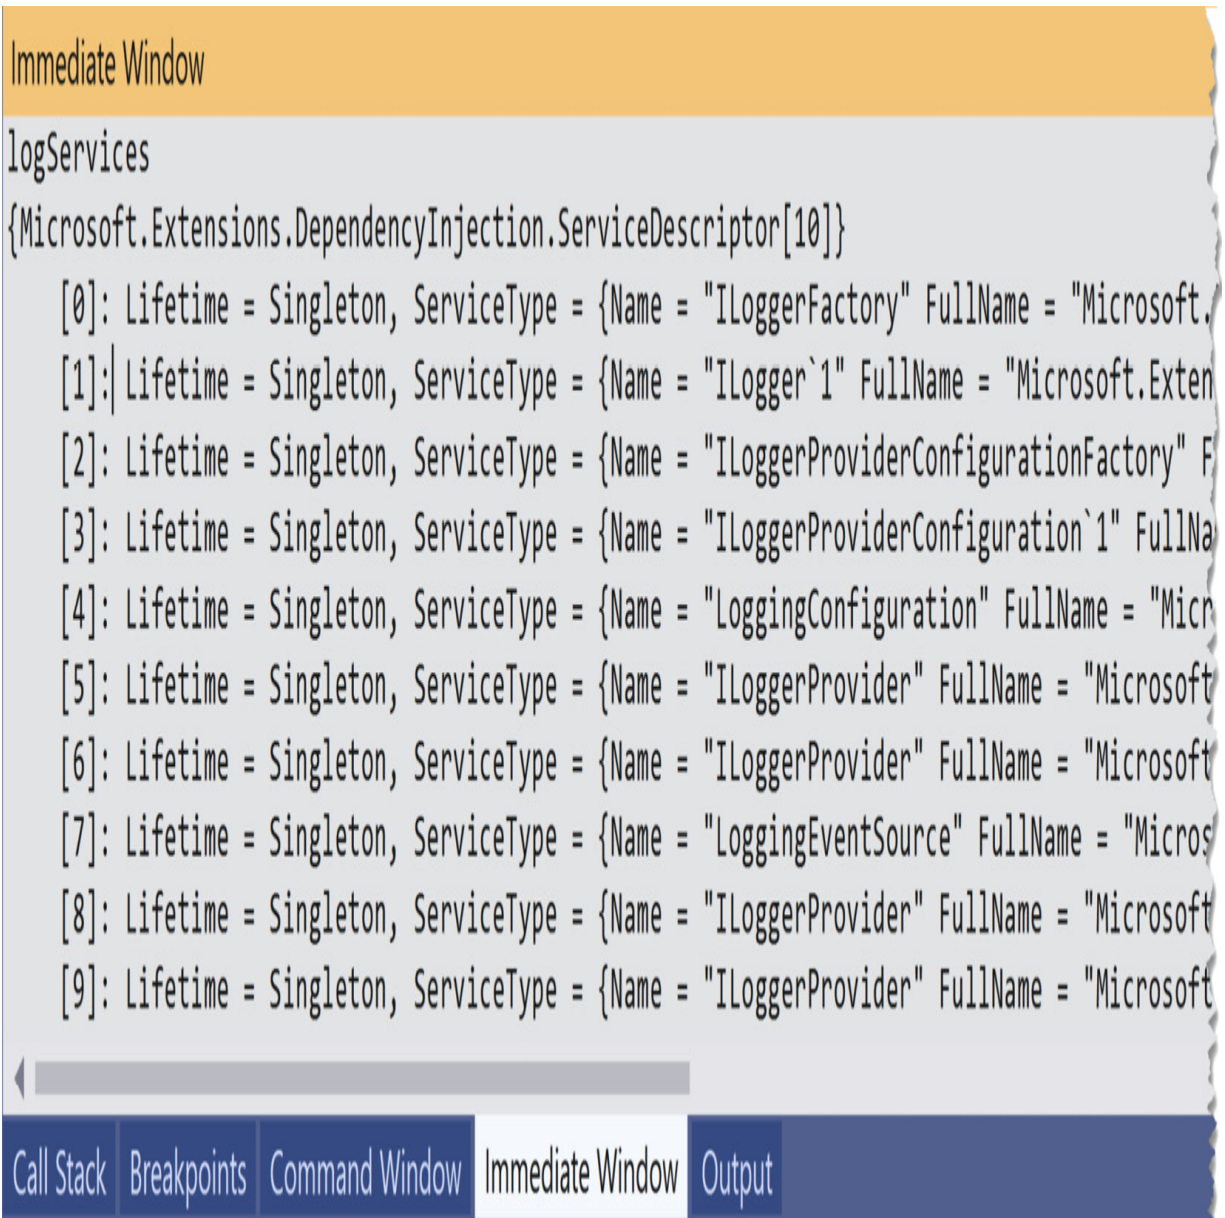 Immediate Window
logServices
{Microsoft.Extensions.DependencyInjection.ServiceDescriptor[10]}
[0]: Lifetime = Singleton, ServiceType = {Name = "ILoggerFactory" FullName = "Microsoft.
[1]: Lifetime = Singleton, ServiceType = {Name = "ILogger`1" FullName = "Microsoft.Exten
[2]: Lifetime = Singleton, ServiceType = {Name = "ILoggerProviderConfigurationFactory" F
[3]: Lifetime = Singleton, ServiceType = {Name = "ILoggerProviderConfiguration`1" FullNa
[4]: Lifetime = Singleton, ServiceType = {Name = "LoggingConfiguration" FullName = "Micr
[5]: Lifetime = Singleton, ServiceType = {Name = "ILoggerProvider" FullName = "Microsoft
[6]: Lifetime = Singleton, ServiceType = {Name = "ILoggerProvider" FullName = "Microsoft
[7]: Lifetime = Singleton, ServiceType = {Name = "LoggingEventSource" FullName = "Micros
[8]: Lifetime = Singleton, ServiceType = {Name = "ILoggerProvider" FullName = "Microsoft
[9]: Lifetime = Singleton, ServiceType = {Name = "ILoggerProvider" FullName = "Microsoft
Call Stack Breakpoints Command Window Immediate Window Output